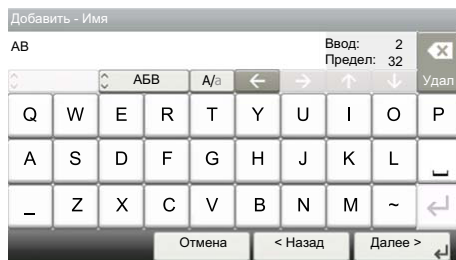 Добавить - Имя
AB
Ввод: 2
Предел: 32
АБВ A/a ← → ↑ ↓ Удал
Q W E R T Y U I O P
A S D F G H J K L
_ Z X C V B N M ~
Отмена < Назад Далее >